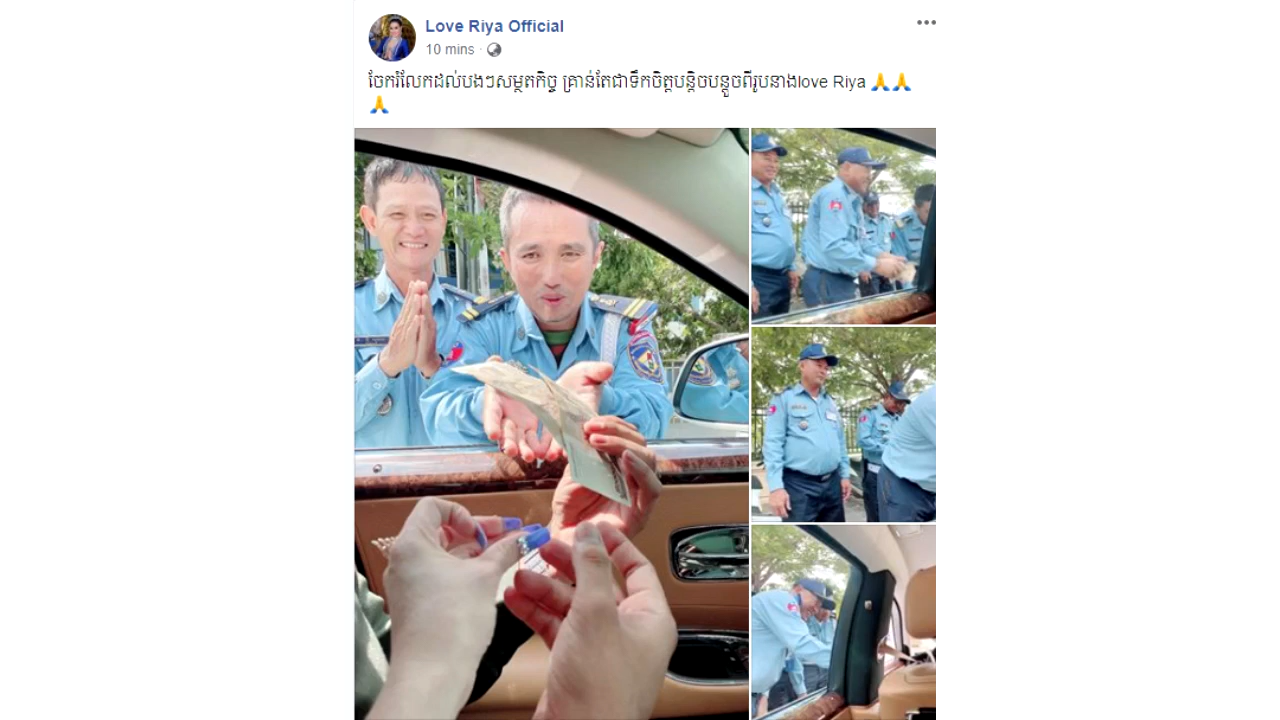 Love Riya Official
10 mins ·
ចែករំលែកដល់បងៗសម្ថតកិច្ច គ្រាន់តែជាទឹកចិត្តបន្តិចបន្តួចពីរូបនាងlove Riya 🙏🙏
🙏